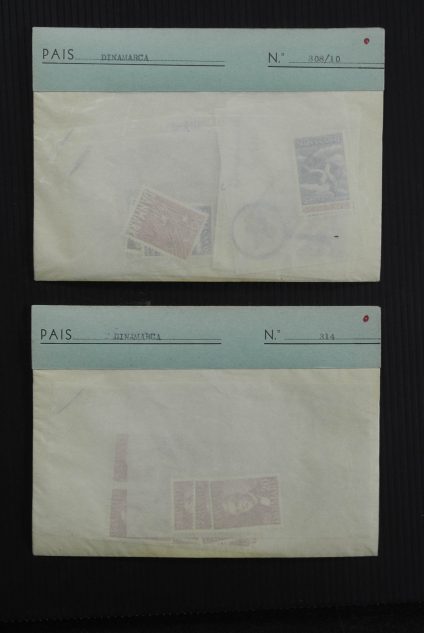 PAIS DINAMARCA N.º 308/10
PAIS DINAMARCA N.º 314